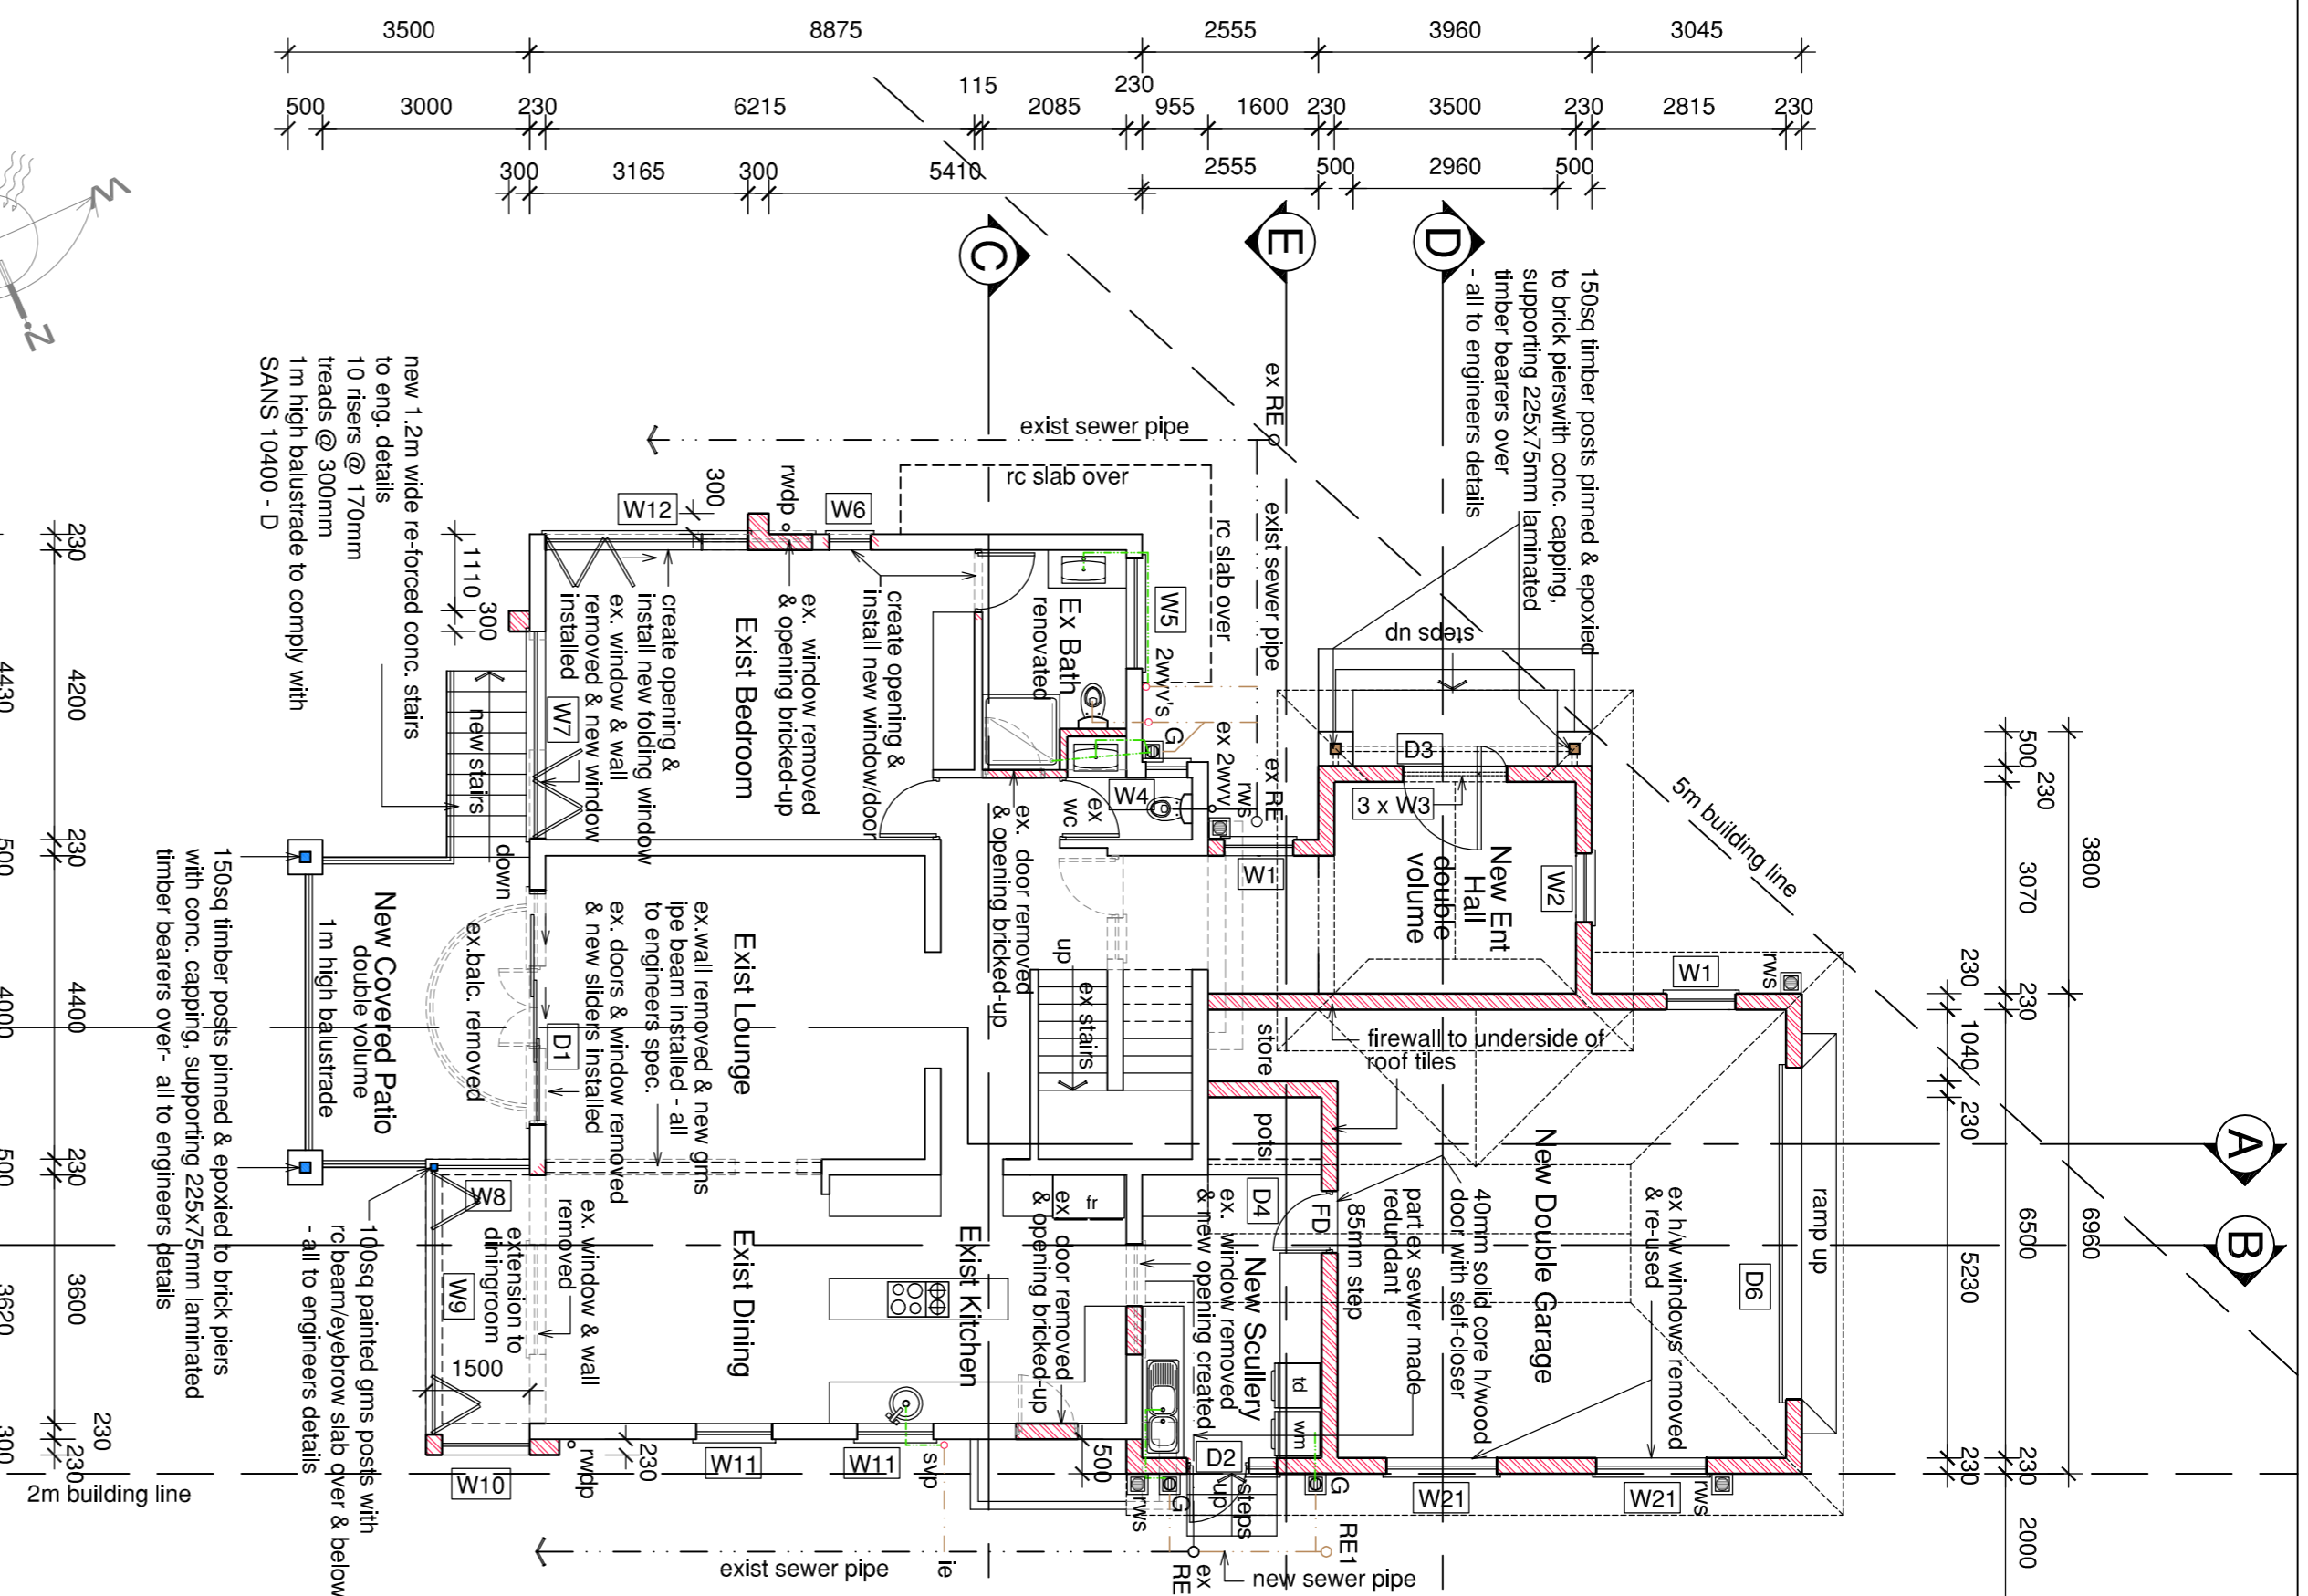 3500
8875
2555
3960
3045
115
230
500
3000
230
6215
2085
955
1600
230
3500
230
2815
230
300
3165
300
5410
2555
500
2960
500
W
N
C
E
D
150sq timber posts pinned & epoxied
to brick pierswith conc. capping,
supporting 225x75mm laminated
timber bearers over
- all to engineers details
new 1.2m wide re-forced conc. stairs
to eng. details
10 risers @ 170mm
treads @ 300mm
1m high balustrade to comply with
SANS 10400 - D
ex RE
exist sewer pipe
rc slab over
rc slab over
exist sewer pipe
ex RE
steps up
5m building line
W12
300
rwdp
W6
W5
2wvv's
ex 2wvv
rws
G
W4
ex
wc
Ex Bath
renovated
create opening &
install new window/door
ex. window removed
& opening bricked-up
Exist Bedroom
create opening &
install new folding window
ex. window & wall
removed & new window
installed
W7
new stairs
down
D3
3 x W3
New Ent
Hall
double
volume
W2
W1
W1
rws
230
1110
300
4200
4430
230
500
4400
4000
230
500
3600
3620
230
230
300
500
230
3800
3070
230
230
1040
230
230
6500
6960
5230
230
230
2000
150sq timber posts pinned & epoxied to brick piers
with conc. capping, supporting 225x75mm laminated
timber bearers over- all to engineers details
New Covered Patio
double volume
1m high balustrade
ex.balc. removed
D1
ex. doors & window removed
& new sliders installed
ex.wall removed & new gms
ipe beam installed - all
to engineers spec.
Exist Lounge
ex. door removed
& opening bricked-up
up
ex stairs
store
pots
firewall to underside of
roof tiles
A
B
ramp up
D6
New Double Garage
ex h/w windows removed
& re-used
40mm solid core h/wood
door with self-closer
85mm step
part ex sewer made
redundant
FD
D4
ex. window removed
& new opening created
New Scullery
td
wm
fr
ex door removed
& opening bricked-up
Exist Kitchen
Exist Dining
ex. window & wall
removed
extension to
diningroom
W8
W9
1500
100sq painted gms posts with
rc beam/eyebrow slab over & below
- all to engineers details
W10
rwdp
230
W11
W11
svp
500
D2
steps
up
rws
G
G
W21
W21
rws
2m building line
exist sewer pipe
ie
ex
RE
RE1
new sewer pipe